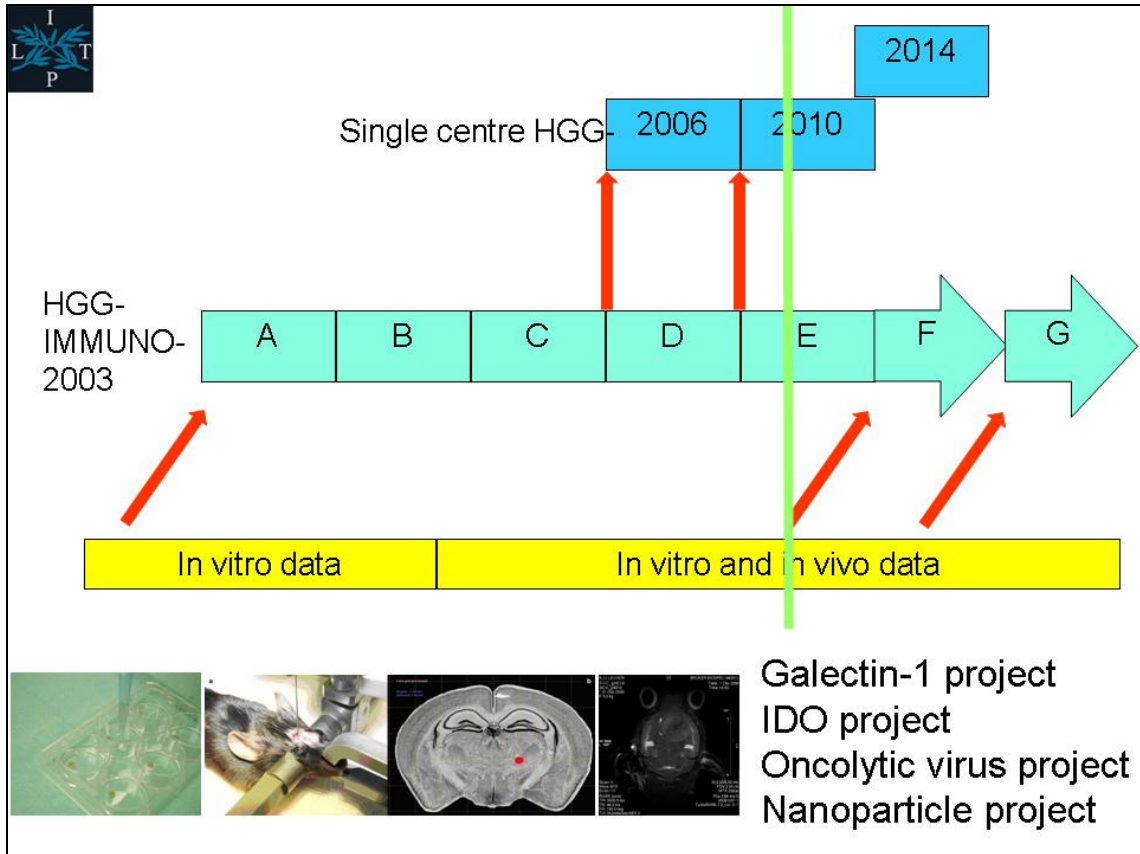 I
L T
P
2014
Single centre HGG- 2006 2010
HGG-
IMMUNO-
2003
A B C D E F G
In vitro data In vitro and in vivo data
a
b
Galectin-1 project
IDO project
Oncolytic virus project
Nanoparticle project